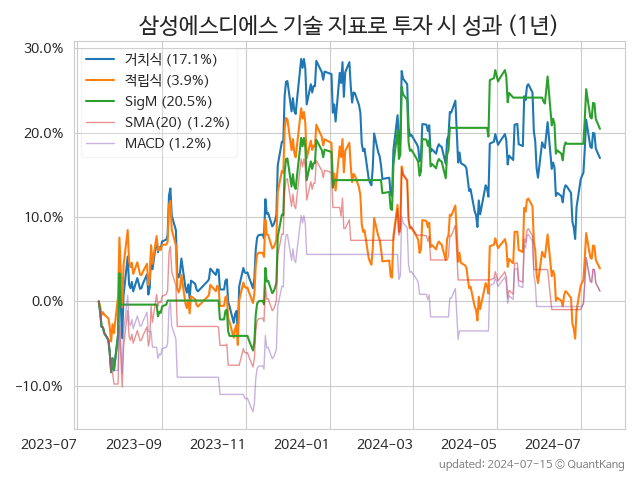 삼성에스디에스 기술 지표로 투자 시 성과 (1년)
30.0%
20.0%
10.0%
0.0%
−10.0%
거치식 (17.1%)
적립식 (3.9%)
SigM (20.5%)
SMA(20) (1.2%)
MACD (1.2%)
2023-07 2023-09 2023-11 2024-01 2024-03 2024-05 2024-07
updated: 2024-07-15 © QuantKang